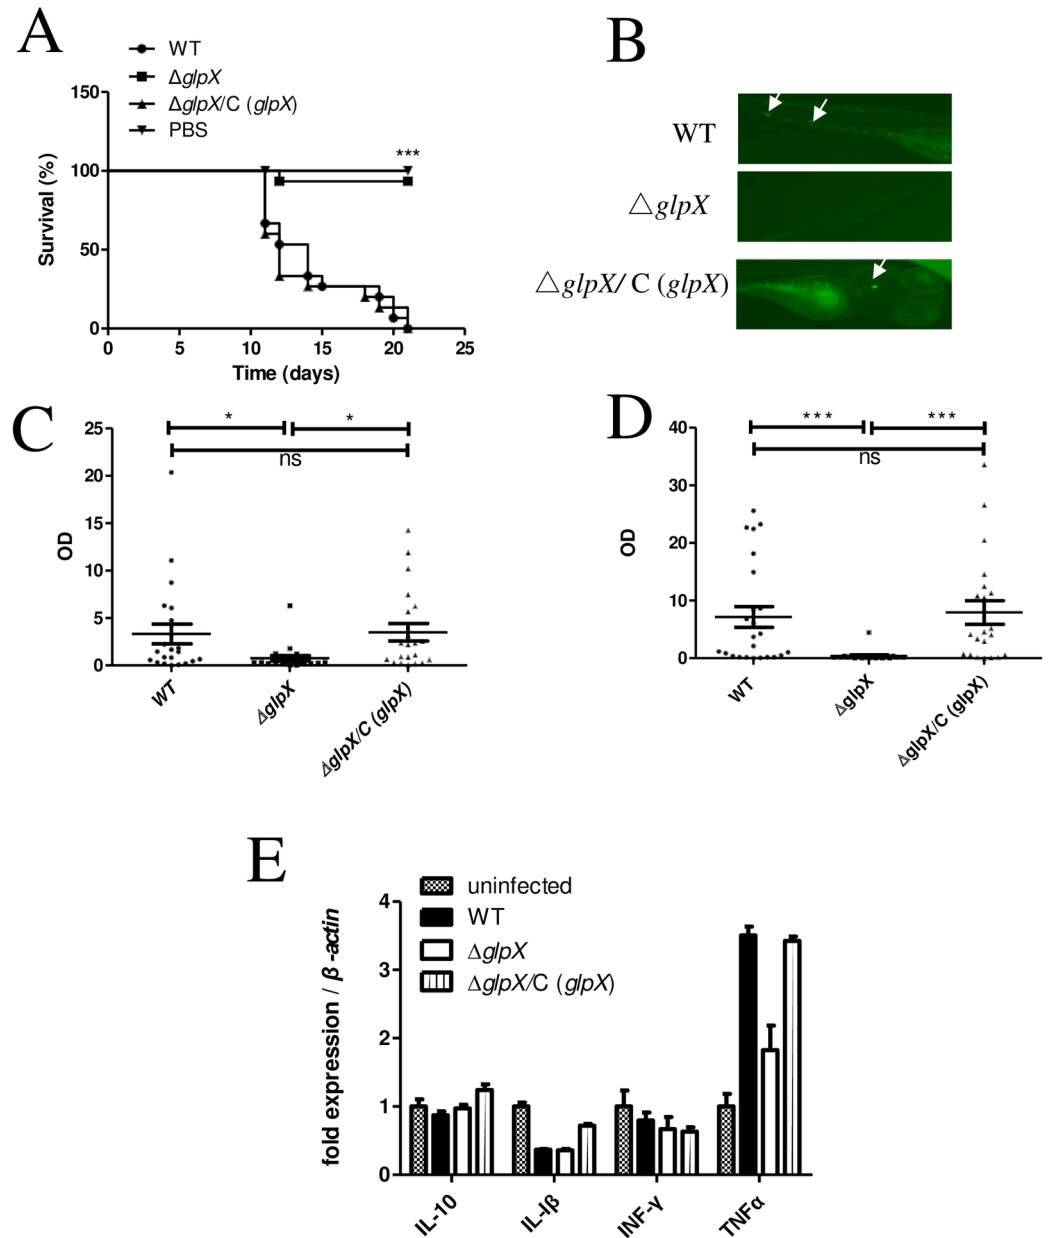 A
WT
ΔglpX
ΔglpX/C (glpX)
PBS
150
100
50
0
Survival (%)
***
0 5 10 15 20 25
Time (days)
B
WT
△glpX
△glpX/ C (glpX)
C
25
20
15
10
5
0
OD
* *
ns
WT
ΔglpX
ΔglpX/C (glpX)
D
40
30
20
10
0
OD
*** ***
ns
WT
ΔglpX
ΔglpX/C (glpX)
E
uninfected
WT
ΔglpX
ΔglpX/C (glpX)
4
3
2
1
0
fold expression / β -actin
IL-10
IL-Iβ
INF-γ
TNFα